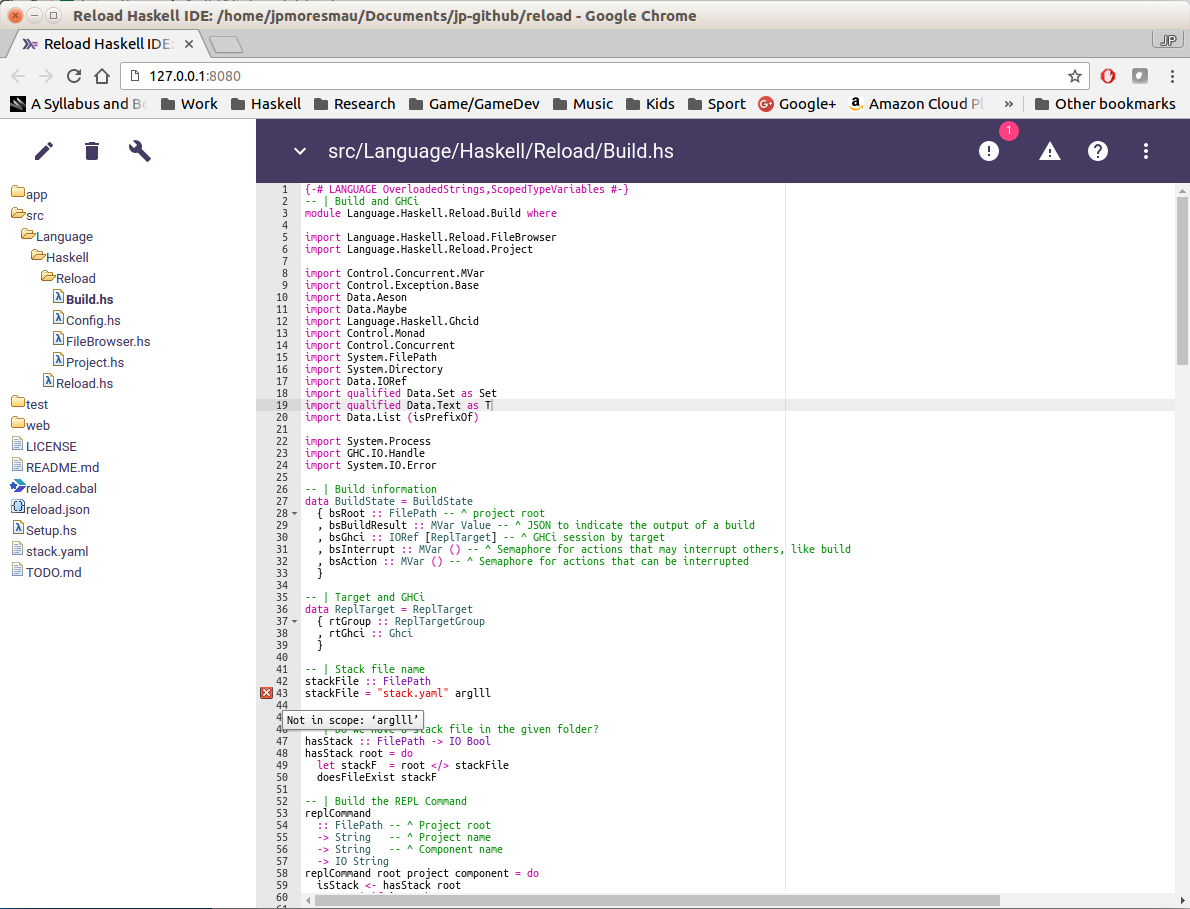 Reload Haskell IDE: /home/jpmoresmau/Documents/jp-github/reload - Google Chrome
Reload Haskell IDE:
JP
127.0.0.1:8080
A Syllabus and Bo
Work
Haskell
Research
Game/GameDev
Music
Kids
Sport
Google+
Amazon Cloud Pl
»
Other bookmarks
src/Language/Haskell/Reload/Build.hs
1
app
src
Language
Haskell
Reload
Build.hs
Config.hs
FileBrowser.hs
Project.hs
Reload.hs
test
web
LICENSE
README.md
reload.cabal
reload.json
Setup.hs
stack.yaml
TODO.md
1 {-# LANGUAGE OverloadedStrings,ScopedTypeVariables #-}
2 -- | Build and GHCi
3 module Language.Haskell.Reload.Build where
4
5 import Language.Haskell.Reload.FileBrowser
6 import Language.Haskell.Reload.Project
7
8 import Control.Concurrent.MVar
9 import Control.Exception.Base
10 import Data.Aeson
11 import Data.Maybe
12 import Language.Haskell.Ghcid
13 import Control.Monad
14 import Control.Concurrent
15 import System.FilePath
16 import System.Directory
17 import Data.IORef
18 import qualified Data.Set as Set
19 import qualified Data.Text as T
20 import Data.List (isPrefixOf)
21
22 import System.Process
23 import GHC.IO.Handle
24 import System.IO.Error
25
26 -- | Build information
27 data BuildState = BuildState
28   { bsRoot :: FilePath -- ^ project root
29   , bsBuildResult :: MVar Value -- ^ JSON to indicate the output of a build
30   , bsGhci :: IORef [ReplTarget] -- ^ GHCi session by target
31   , bsInterrupt :: MVar () -- ^ Semaphore for actions that may interrupt others, like build
32   , bsAction :: MVar () -- ^ Semaphore for actions that can be interrupted
33   }
34
35 -- | Target and GHCi
36 data ReplTarget = ReplTarget
37   { rtGroup :: ReplTargetGroup
38   , rtGhci :: Ghci
39   }
40
41 -- | Stack file name
42 stackFile :: FilePath
43 stackFile = "stack.yaml" arglll
44
Not in scope: ‘arglll’
46 Do we have a stack file in the given folder?
47 hasStack :: FilePath -> IO Bool
48 hasStack root = do
49   let stackF  = root </> stackFile
50   doesFileExist stackF
51
52 -- | Build the REPL Command
53 replCommand
54   :: FilePath -- ^ Project root
55   -> String   -- ^ Project name
56   -> String   -- ^ Component name
57   -> IO String
58 replCommand root project component = do
59   isStack <- hasStack root
60